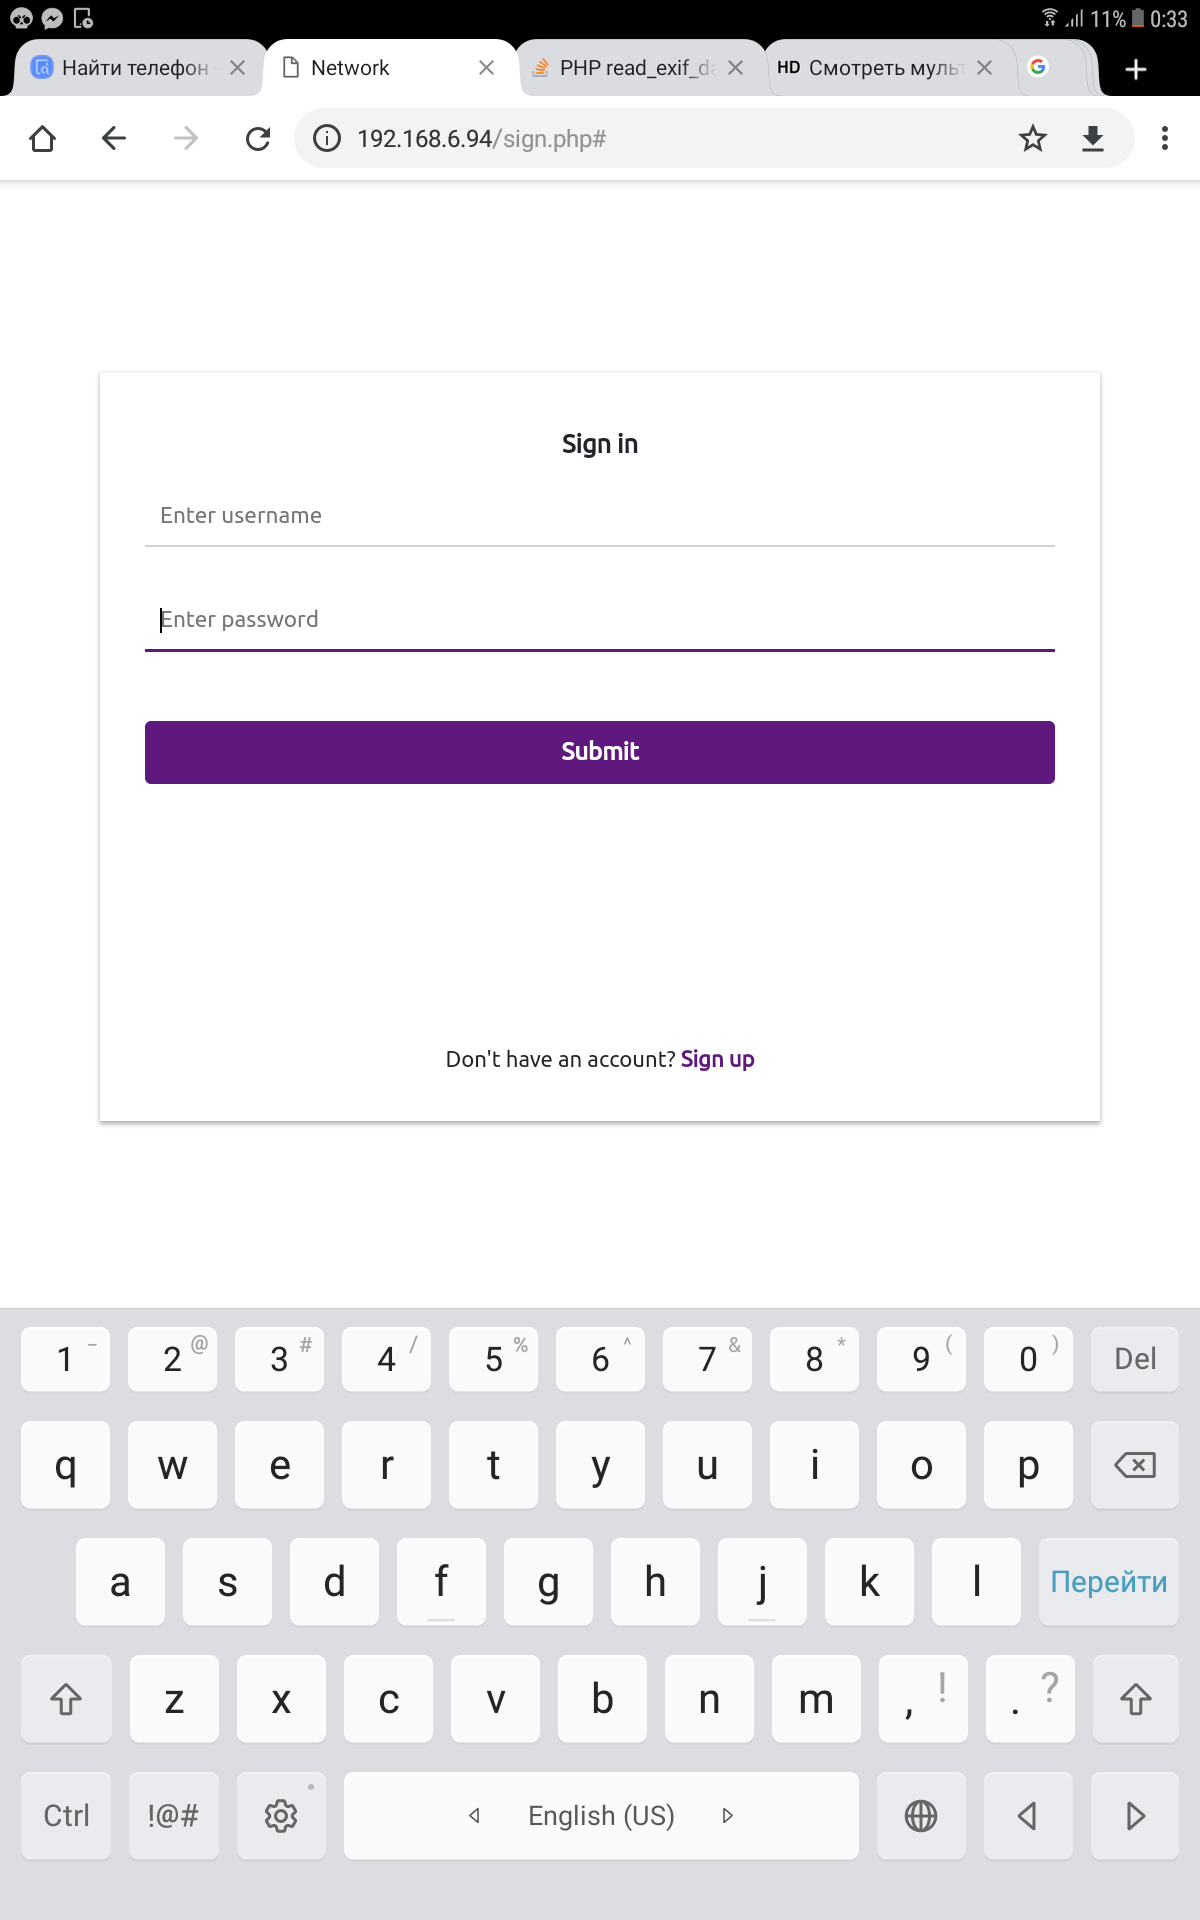 11% 0:33
Найти телефон -
Network
PHP read_exif_da
HD Смотреть муль
192.168.6.94/sign.php#
Sign in
Enter username
Enter password
Submit
Don't have an account? Sign up
1 - 2 @ 3 # 4 / 5 % 6 ^ 7 & 8 * 9 ( 0 ) Del
q w e r t y u i o p
a s d f g h j k l Перейти
z x c v b n m , ! . ?
Ctrl !@# English (US)